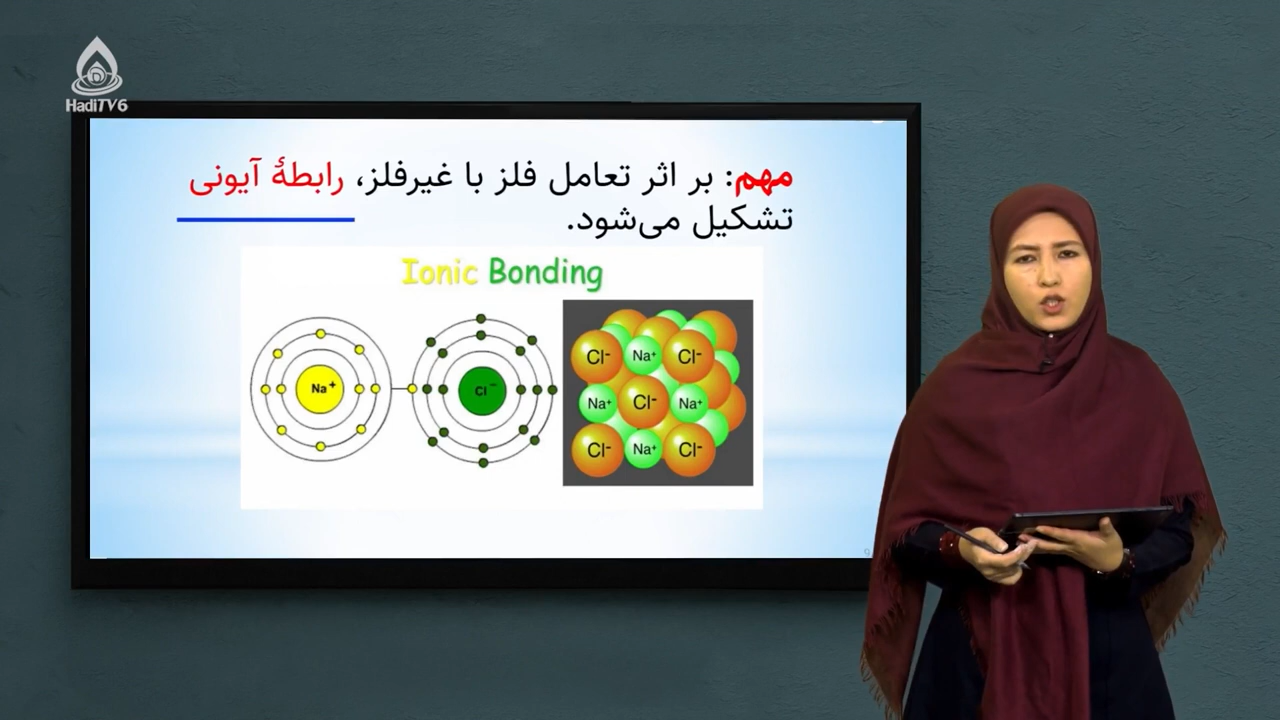 HadiTV6
مهم: بر اثر تعامل فلز با غیرفلز، رابطهٔ آیونی
تشکیل می‌شود.
Ionic Bonding
Na+
Cl-
Cl- Na+ Cl-
Na+ Cl- Na+
Cl- Na+ Cl-